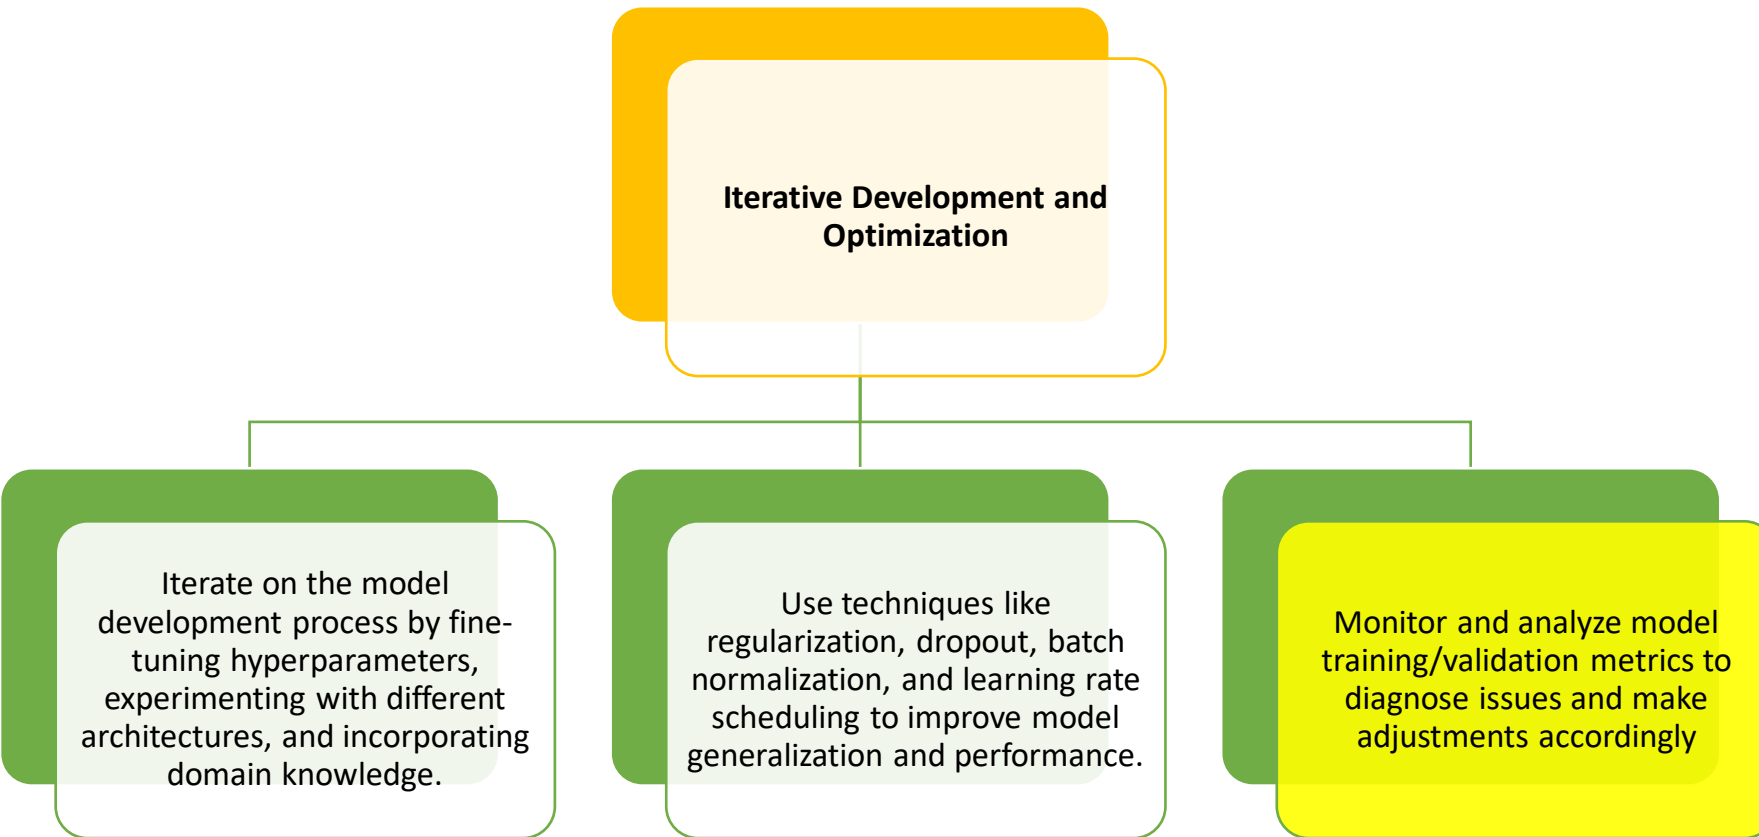 Iterative Development and
Optimization
Iterate on the model
development process by fine-
tuning hyperparameters,
experimenting with different
architectures, and incorporating
domain knowledge.
Use techniques like
regularization, dropout, batch
normalization, and learning rate
scheduling to improve model
generalization and performance.
Monitor and analyze model
training/validation metrics to
diagnose issues and make
adjustments accordingly